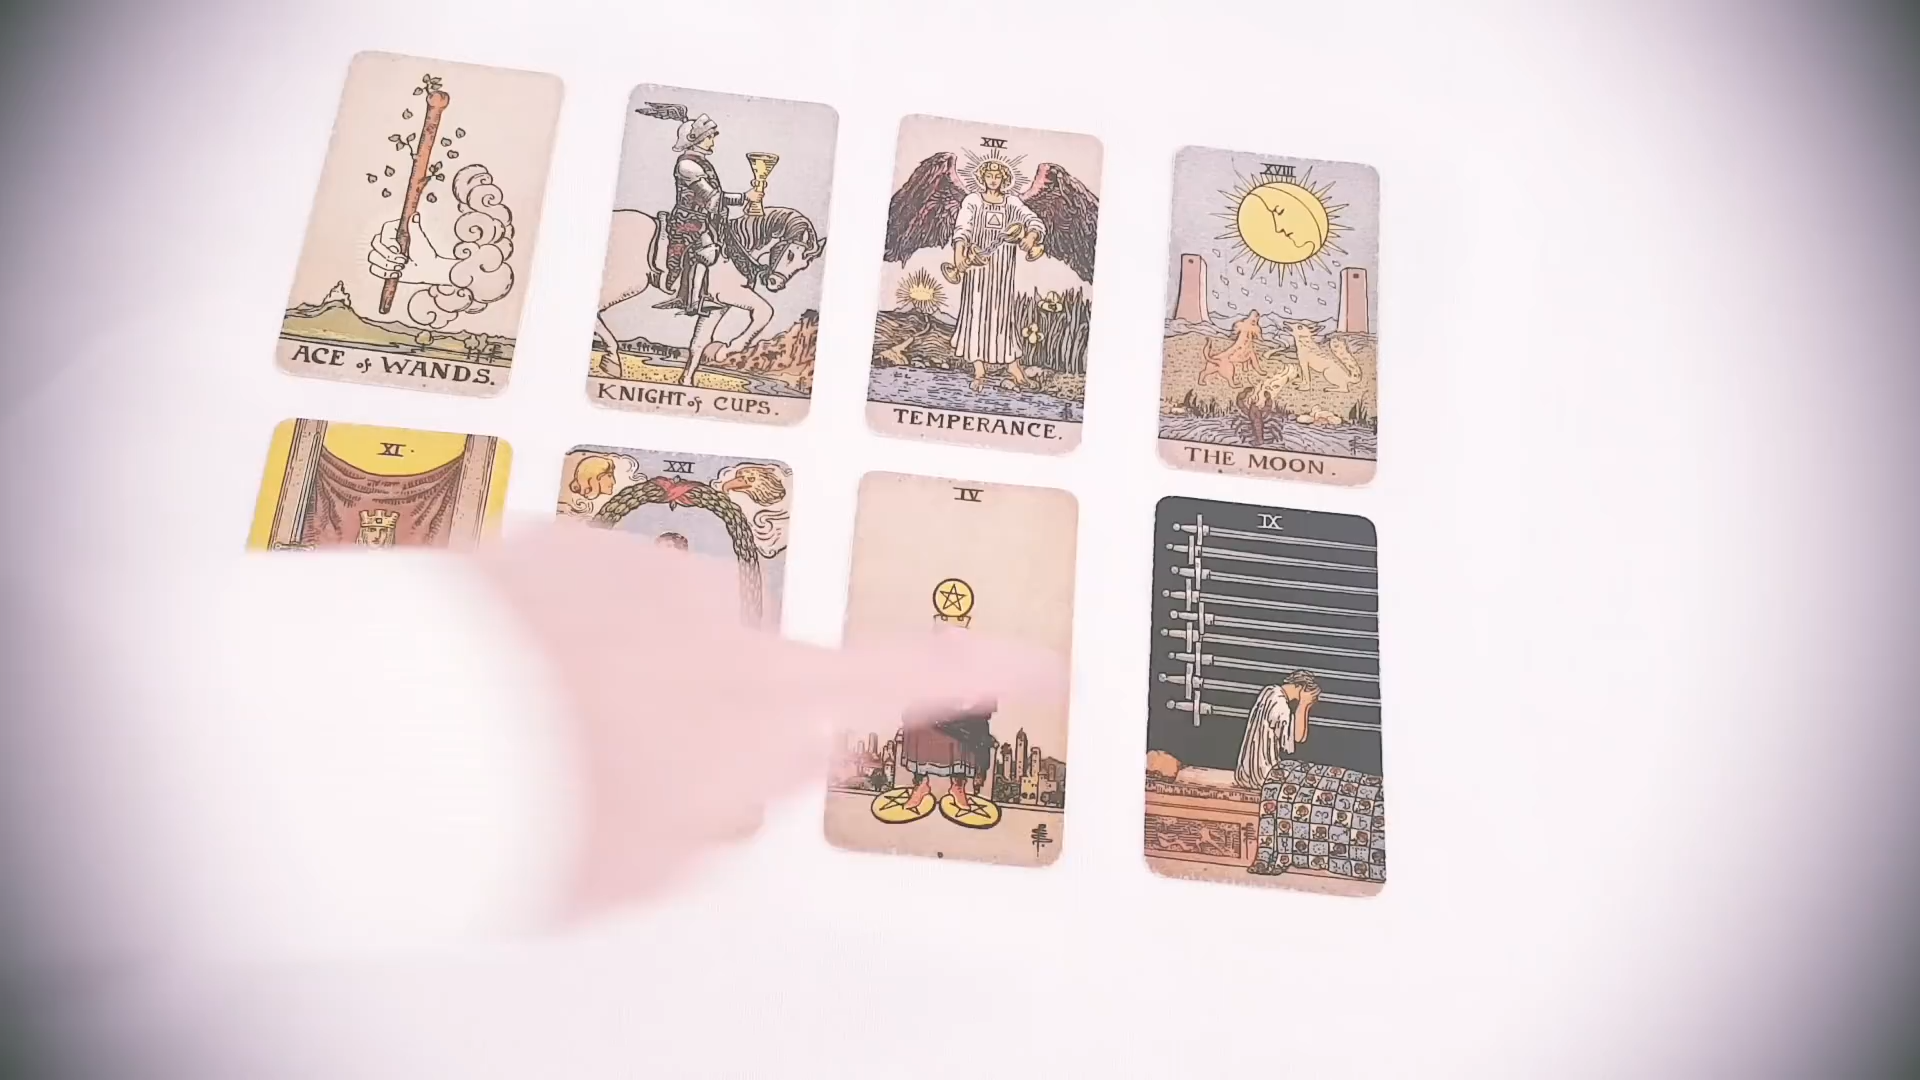 XIV
XVIII
ACE of WANDS.
KNIGHT of CUPS.
TEMPERANCE.
THE MOON.
XI.
XXI
IV
IX